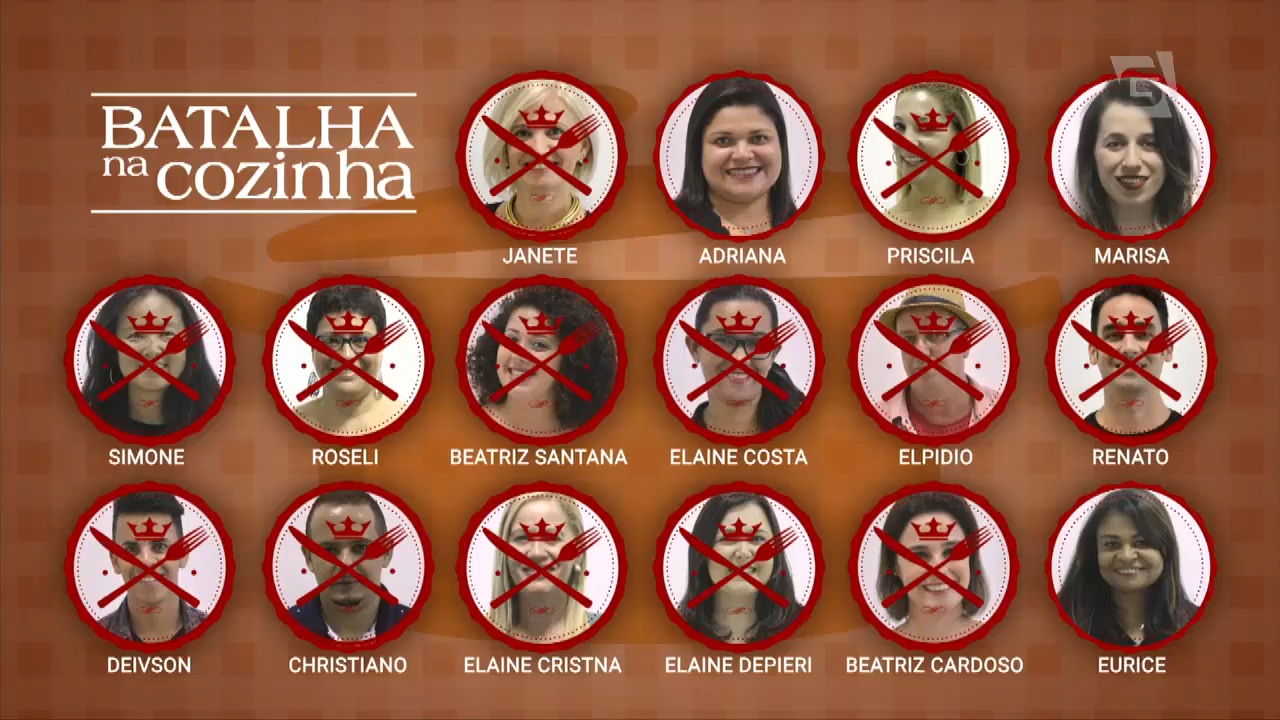 BATALHA
na cozinha
JANETE
ADRIANA
PRISCILA
MARISA
SIMONE
ROSELI
BEATRIZ SANTANA
ELAINE COSTA
ELPIDIO
RENATO
DEIVSON
CHRISTIANO
ELAINE CRISTNA
ELAINE DEPIERI
BEATRIZ CARDOSO
EURICE